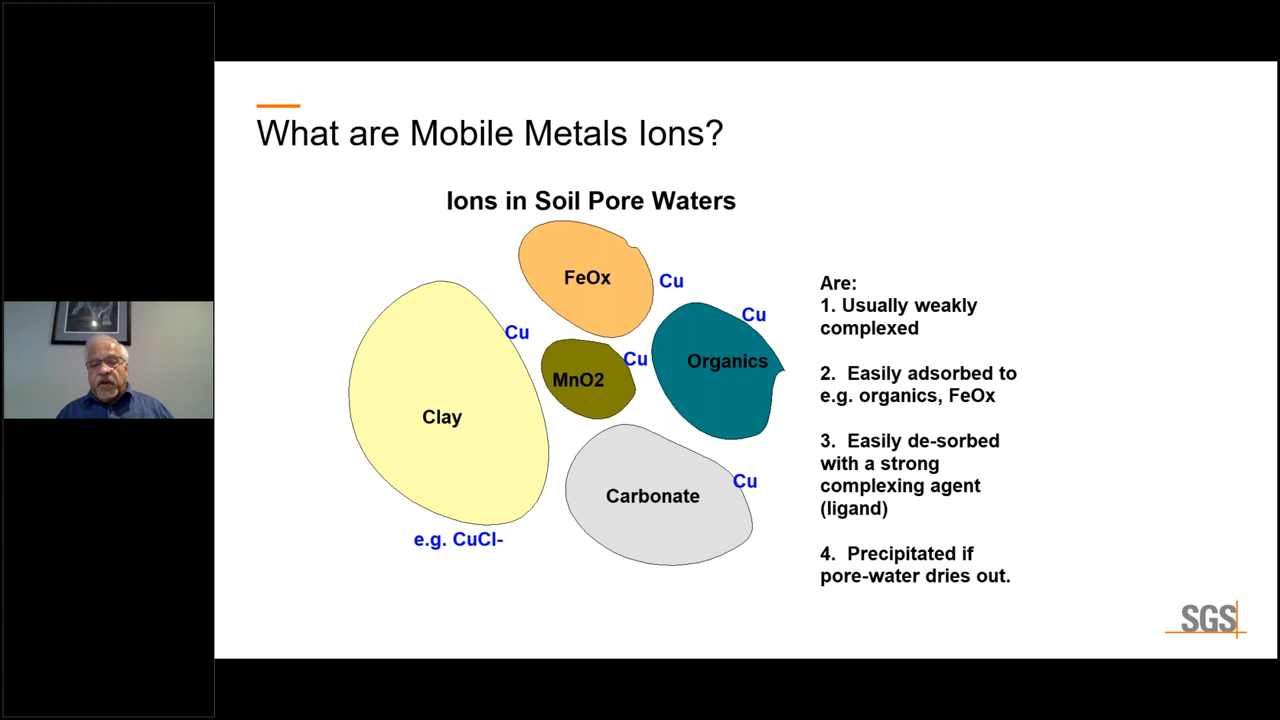 What are Mobile Metals Ions?
Ions in Soil Pore Waters
FeOx
Cu
Cu
Cu
Cu
Organics
MnO2
Clay
Cu
Carbonate
e.g. CuCl-
Are:
1. Usually weakly
complexed
2. Easily adsorbed to
e.g. organics, FeOx
3. Easily de-sorbed
with a strong
complexing agent
(ligand)
4. Precipitated if
pore-water dries out.
SGS